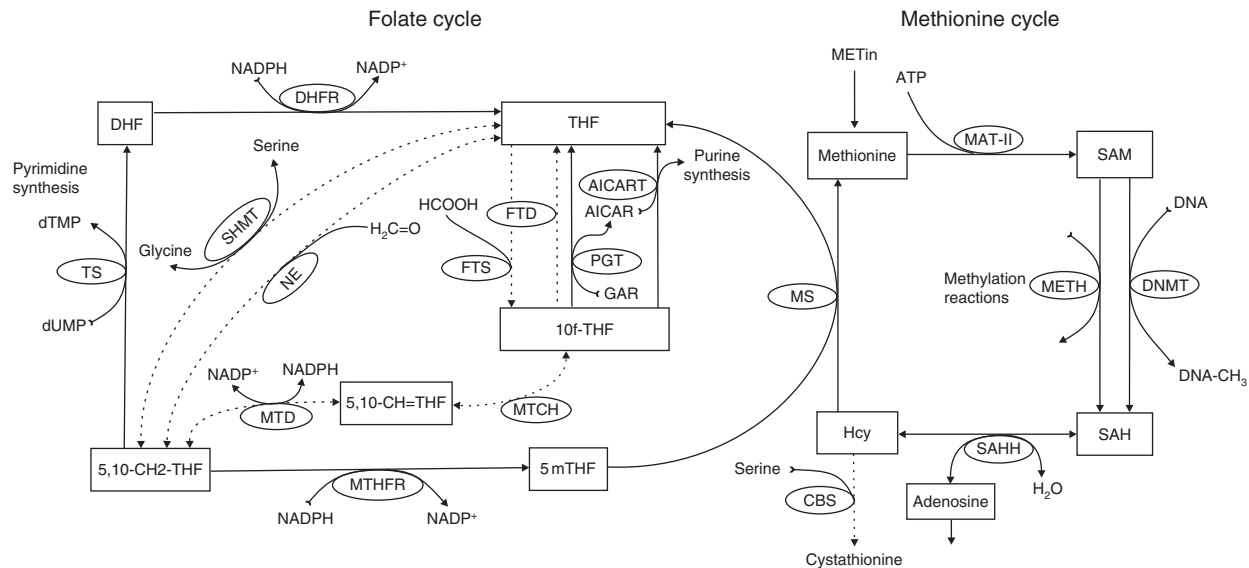 Folate cycle
Methionine cycle
NADPH
NADP+
DHFR
DHF
THF
METin
ATP
MAT-II
Methionine
SAM
Serine
Pyrimidine
synthesis
dTMP
SHMT
Glycine
TS
dUMP
NE
H2C=O
HCOOH
FTD
FTS
AICART
Purine
synthesis
AICAR
PGT
GAR
10f-THF
MS
DNA
Methylation
reactions
METH
DNMT
DNA-CH3
NADP+
NADPH
MTD
5,10-CH=THF
MTCH
Hcy
SAH
SAHH
5,10-CH2-THF
5mTHF
MTHFR
NADPH
NADP+
Serine
CBS
Adenosine
H2O
Cystathionine